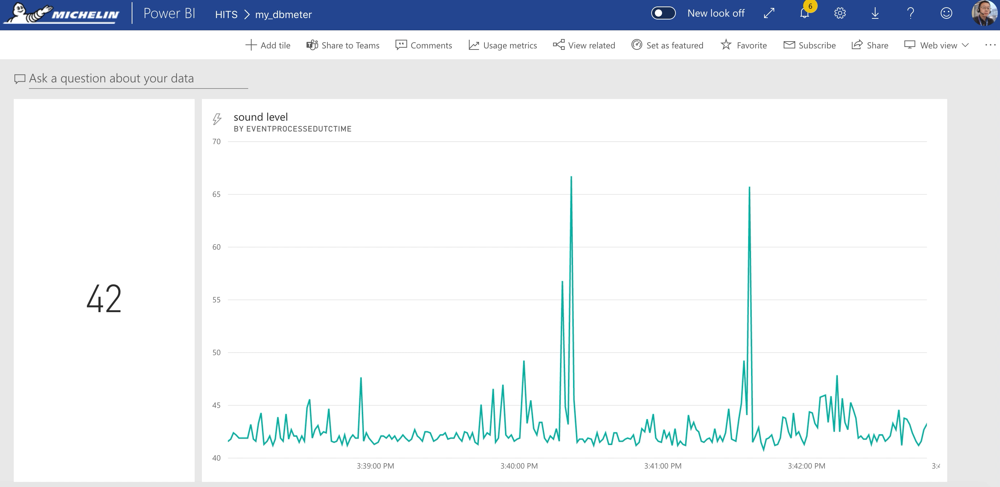 MICHELIN Power BI HITS > my_dbmeter New look off 6
Add tile Share to Teams Comments Usage metrics View related Set as featured Favorite Subscribe Share Web view ...
Ask a question about your data
42
sound level
BY EVENTPROCESSEDUTCTIME
70
65
60
55
50
45
40
3:39:00 PM 3:40:00 PM 3:41:00 PM 3:42:00 PM